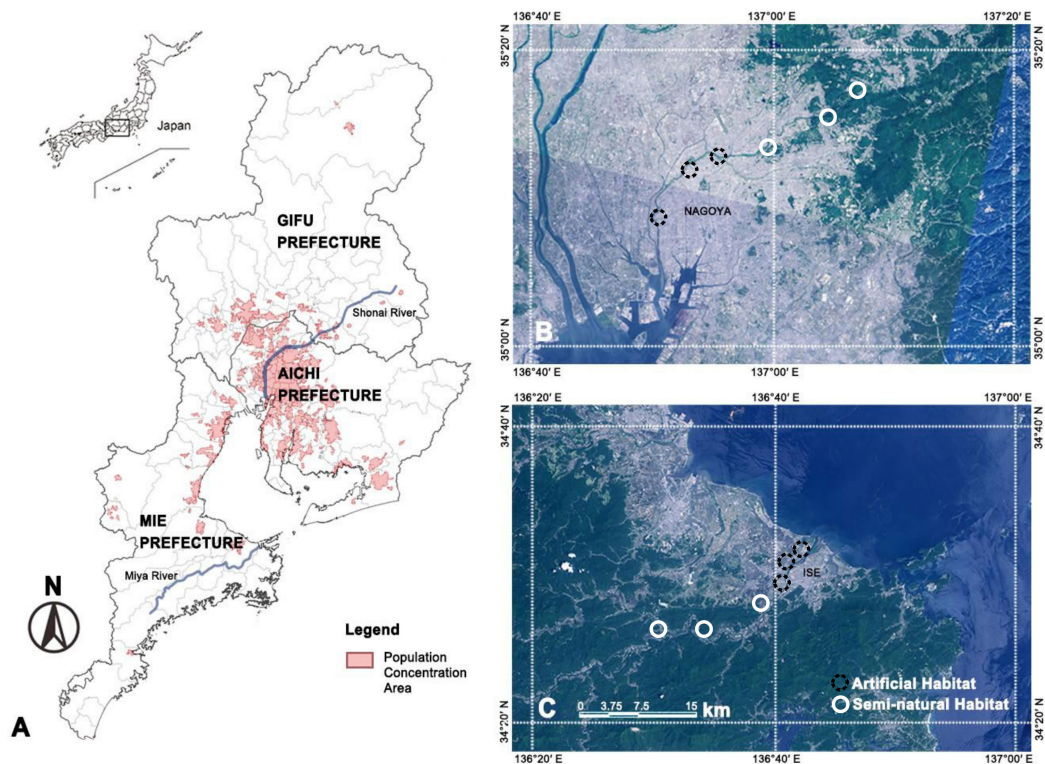 Japan
GIFU
PREFECTURE
Shonai River
AICHI
PREFECTURE
MIE
PREFECTURE
Miya River
N
Legend
Population
Concentration
Area
A
136°40' E
137°00' E
137°20' E
35°20' N
35°20' N
NAGOYA
B
35°00' N
35°00' N
136°40' E
137°00' E
137°20' E
136°20' E
136°40' E
137°00' E
34°40' N
34°40' N
ISE
Artificial Habitat
Semi-natural Habitat
C
0 3.75 7.5 15 km
34°20' N
34°20' N
136°20' E
136°40' E
137°00' E